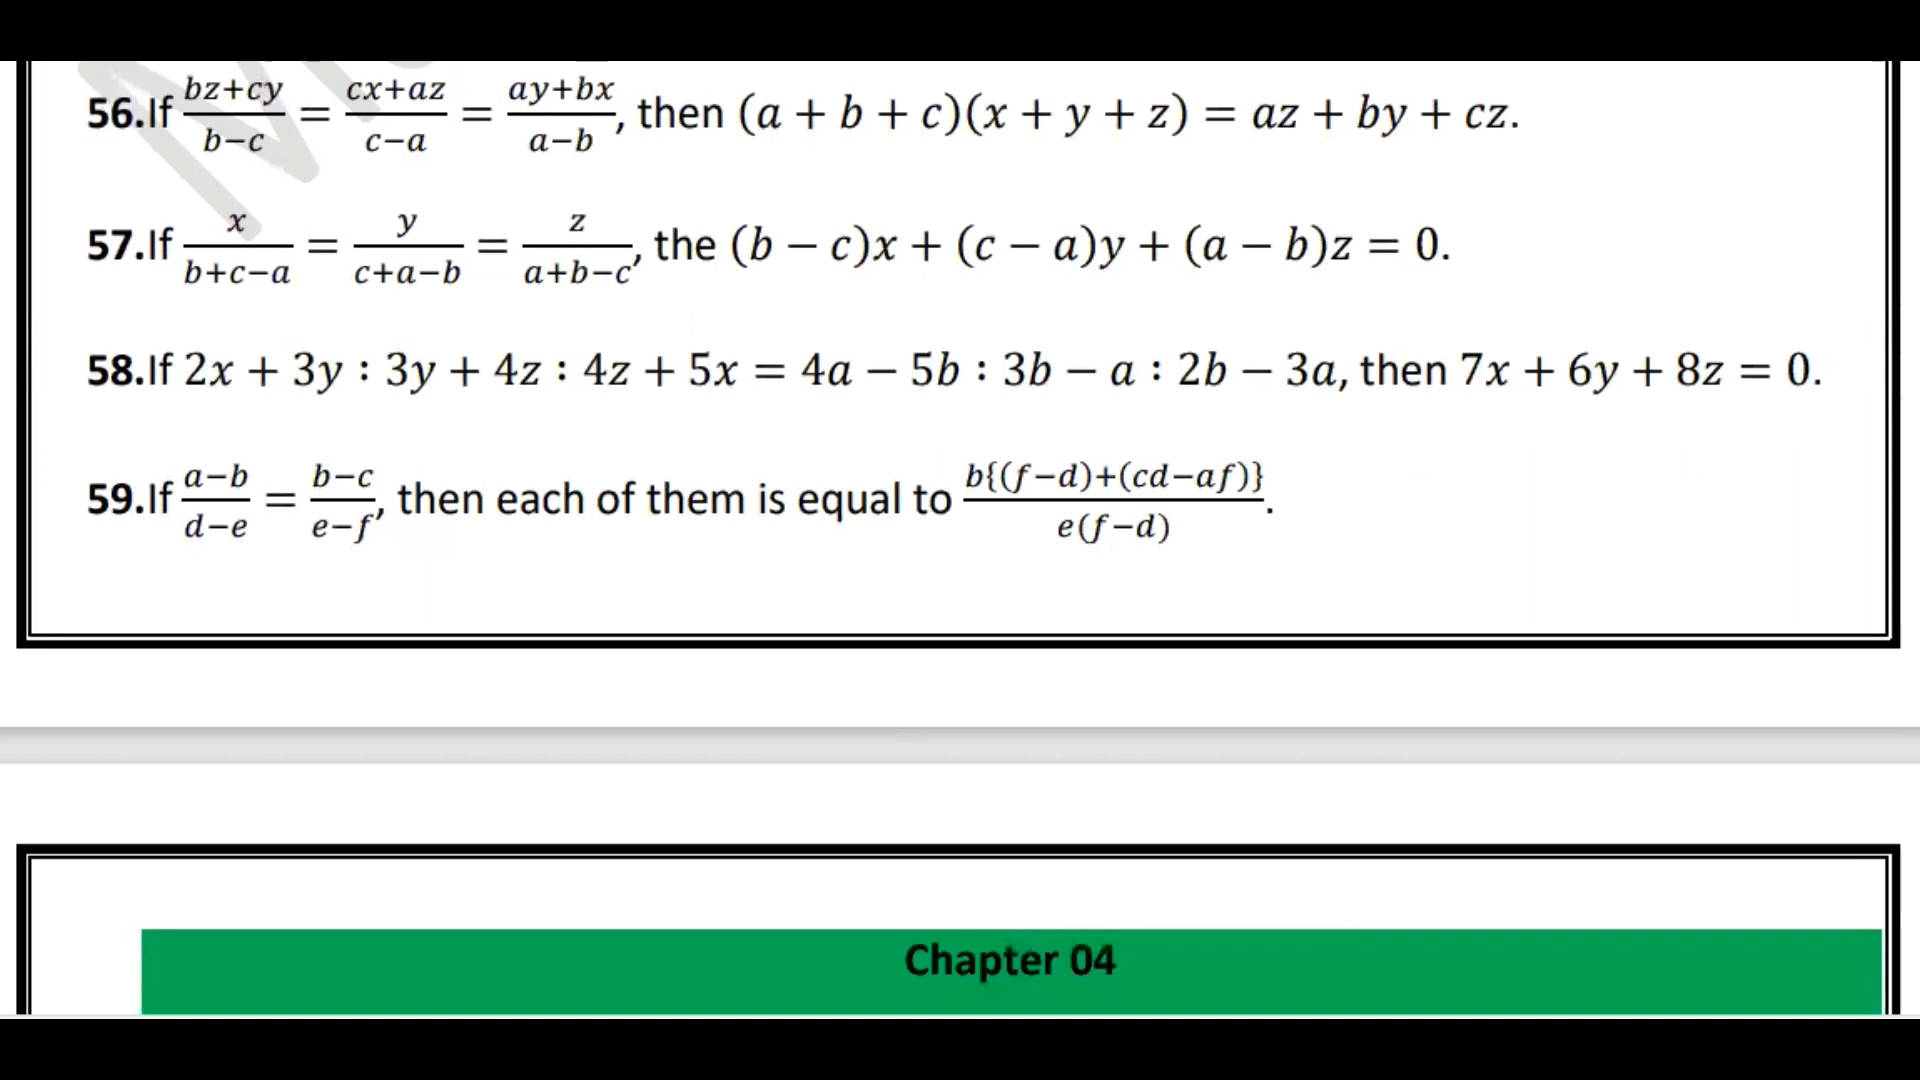 56.If \frac{bz+cy}{b-c} = \frac{cx+az}{c-a} = \frac{ay+bx}{a-b}, then (a + b + c)(x + y + z) = az + by + cz.
57.If \frac{x}{b+c-a} = \frac{y}{c+a-b} = \frac{z}{a+b-c}, the (b − c)x + (c − a)y + (a − b)z = 0.
58.If 2x + 3y : 3y + 4z : 4z + 5x = 4a − 5b : 3b − a : 2b − 3a, then 7x + 6y + 8z = 0.
59.If \frac{a-b}{d-e} = \frac{b-c}{e-f}, then each of them is equal to \frac{b{(f-d)+(cd-af)}}{e(f-d)}.
Chapter 04